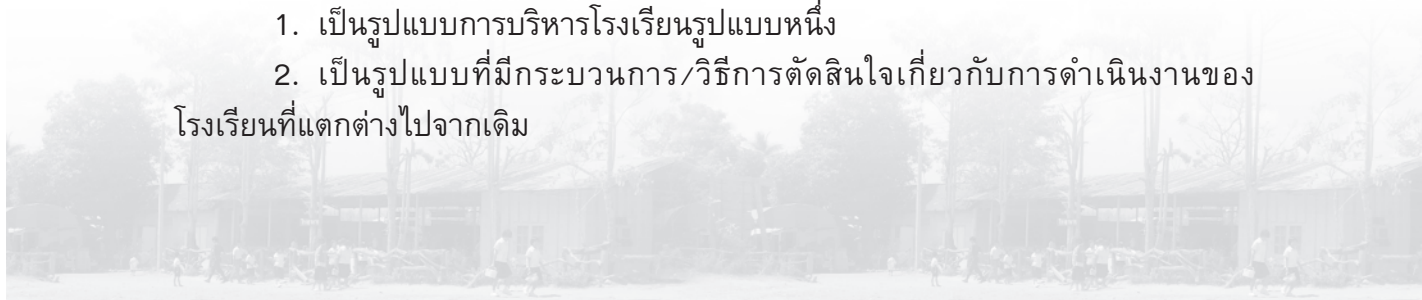 1. เป็นรูปแบบการบริหารโรงเรียนรูปแบบหนึ่ง
2. เป็นรูปแบบที่มีกระบวนการ/วิธีการตัดสินใจเกี่ยวกับการดำเนินงานของ
โรงเรียนที่แตกต่างไปจากเดิม